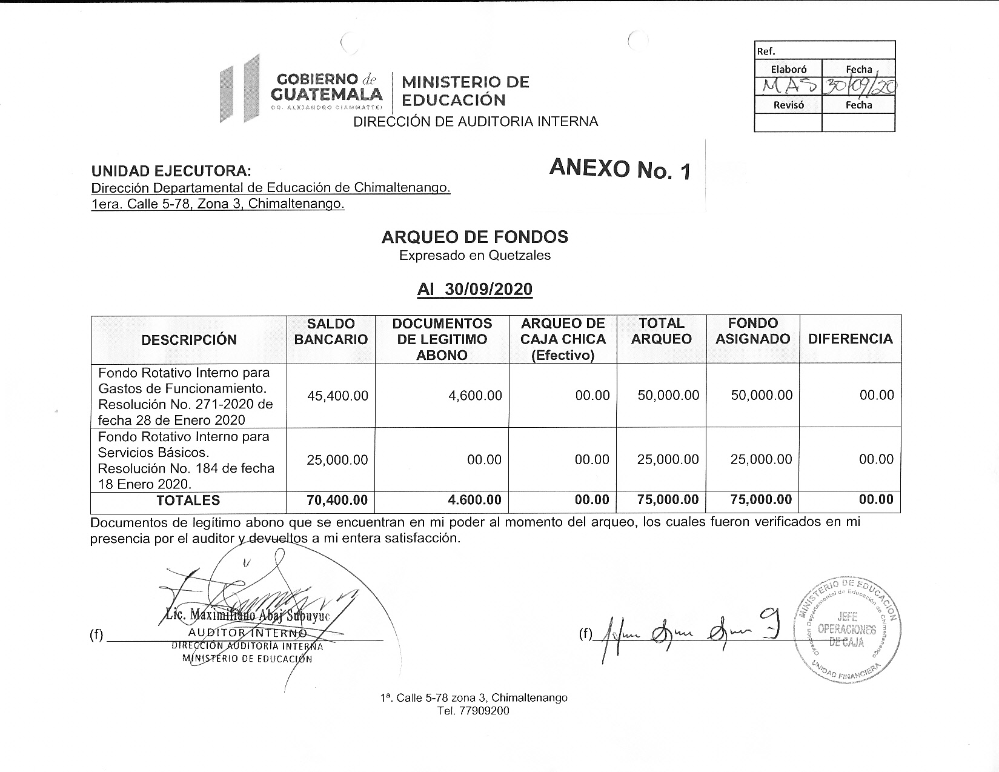 Ref.
Elaboró Fecha
MAS 30/09/20
Revisó Fecha
GOBIERNO de
GUATEMALA
DR. ALEJANDRO GIAMMATTEI
MINISTERIO DE
EDUCACIÓN
DIRECCIÓN DE AUDITORIA INTERNA
ANEXO No. 1
UNIDAD EJECUTORA:
Dirección Departamental de Educación de Chimaltenango.
1era. Calle 5-78, Zona 3, Chimaltenango.
ARQUEO DE FONDOS
Expresado en Quetzales
Al 30/09/2020
DESCRIPCIÓN
SALDO
BANCARIO
DOCUMENTOS
DE LEGITIMO
ABONO
ARQUEO DE
CAJA CHICA
(Efectivo)
TOTAL
ARQUEO
FONDO
ASIGNADO
DIFERENCIA
Fondo Rotativo Interno para
Gastos de Funcionamiento.
Resolución No. 271-2020 de
fecha 28 de Enero 2020
45,400.00 4,600.00 00.00 50,000.00 50,000.00 00.00
Fondo Rotativo Interno para
Servicios Básicos.
Resolución No. 184 de fecha
18 Enero 2020.
25,000.00 00.00 00.00 25,000.00 25,000.00 00.00
TOTALES 70,400.00 4.600.00 00.00 75,000.00 75,000.00 00.00
Documentos de legítimo abono que se encuentran en mi poder al momento del arqueo, los cuales fueron verificados en mi
presencia por el auditor y devueltos a mi entera satisfacción.
(f)
Lic. Maximiliano Abaj Subuyuc
AUDITOR INTERNO
DIRECCIÓN AUDITORÍA INTERNA
MINISTERIO DE EDUCACIÓN
(f)
MINISTERIO DE EDUCACION
Dirección Departamental de Educación de Chimaltenango
JEFE
OPERACIONES
DE CAJA
UNIDAD FINANCIERA
1ª. Calle 5-78 zona 3, Chimaltenango
Tel. 77909200